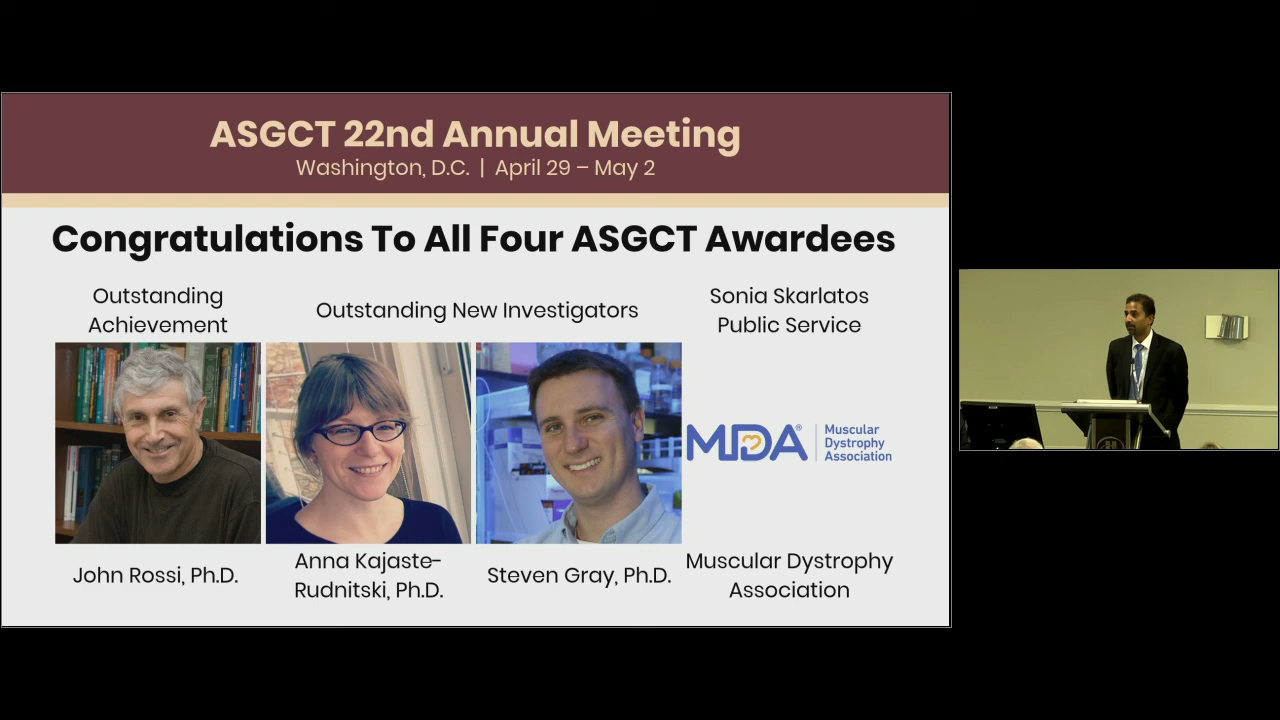 ASGCT 22nd Annual Meeting
Washington, D.C. | April 29 – May 2
Congratulations To All Four ASGCT Awardees
Outstanding
Achievement
Outstanding New Investigators
Sonia Skarlatos
Public Service
MDA®
Muscular
Dystrophy
Association
John Rossi, Ph.D.
Anna Kajaste-
Rudnitski, Ph.D.
Steven Gray, Ph.D.
Muscular Dystrophy
Association